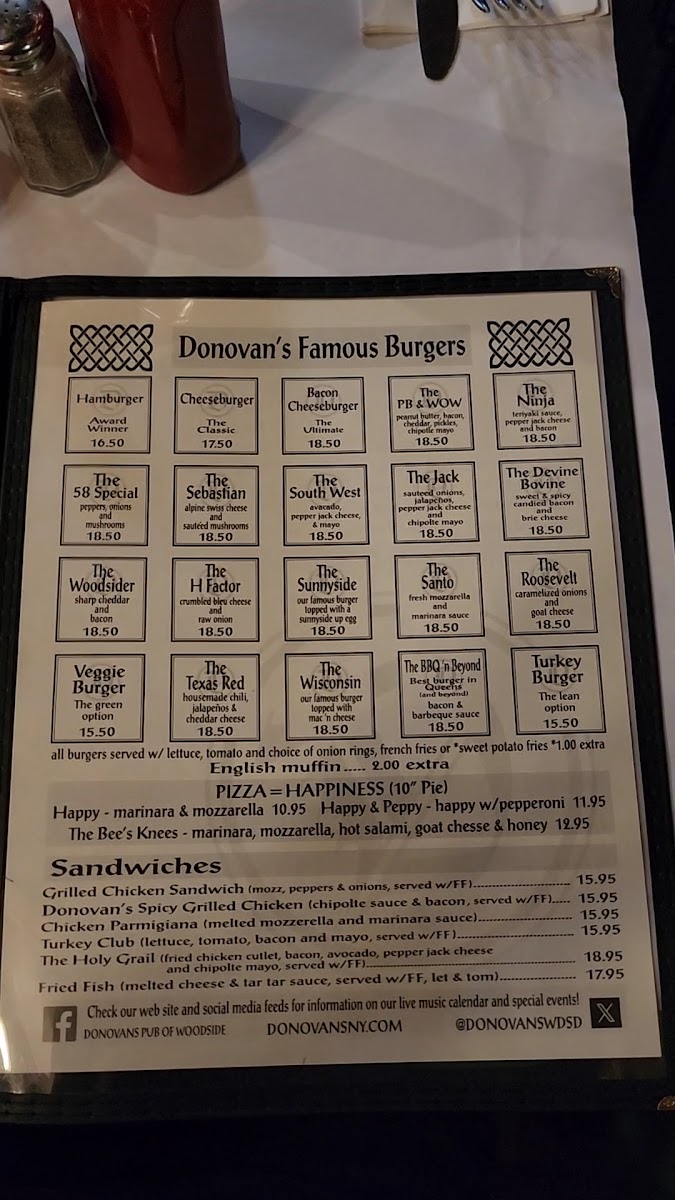 Donovan's Famous Burgers
Hamburger
Award
Winner
16.50
Cheeseburger
The
Classic
17.50
Bacon
Cheeseburger
The
Ultimate
18.50
The
PB & WOW
peanut butter, bacon,
cheddar, pickles,
chipotle mayo
18.50
The
Ninja
teriyaki sauce,
pepper jack cheese
and bacon
18.50
The
58 Special
peppers, onions
and
mushrooms
18.50
The
Sebastian
alpine swiss cheese
and
sautéed mushrooms
18.50
The
South West
avocado,
pepper jack cheese,
& mayo
18.50
The Jack
sauteed onions,
jalapeños,
pepper jack cheese
and
chipolte mayo
18.50
The Devine
Bovine
sweet & spicy
candied bacon
and
brie cheese
18.50
The
Woodsider
sharp cheddar
and
bacon
18.50
The
H Factor
crumbled bleu cheese
and
raw onion
18.50
The
Sunnyside
our famous burger
topped with a
sunnyside up egg
18.50
The
Santo
fresh mozzarella
and
marinara sauce
18.50
The
Roosevelt
caramelized onions
and
goat cheese
18.50
Veggie
Burger
The green
option
15.50
The
Texas Red
housemade chili,
jalapeños &
cheddar cheese
18.50
The
Wisconsin
our famous burger
topped with
mac 'n cheese
18.50
The BBQ 'n Beyond
Best burger in
Queens
(and beyond)
bacon &
barbeque sauce
18.50
Turkey
Burger
The lean
option
15.50
all burgers served w/ lettuce, tomato and choice of onion rings, french fries or *sweet potato fries *1.00 extra
English muffin..... 2.00 extra
PIZZA = HAPPINESS (10" Pie)
Happy - marinara & mozzarella 10.95 Happy & Peppy - happy w/pepperoni 11.95
The Bee's Knees - marinara, mozzarella, hot salami, goat chesse & honey 12.95
Sandwiches
Grilled Chicken Sandwich (mozz, peppers & onions, served w/FF)........................ 15.95
Donovan's Spicy Grilled Chicken (chipolte sauce & bacon, served w/FF)..... 15.95
Chicken Parmigiana (melted mozzerella and marinara sauce)....................... 15.95
Turkey Club (lettuce, tomato, bacon and mayo, served w/FF)........................... 15.95
The Holy Grail (fried chicken cutlet, bacon, avocado, pepper jack cheese
and chipolte mayo, served w/FF)................................................ 18.95
Fried Fish (melted cheese & tar tar sauce, served w/FF, let & tom).................. 17.95
Check our web site and social media feeds for information on our live music calendar and special events!
f DONOVANS PUB OF WOODSIDE DONOVANSNY.COM @DONOVANSWDSD X